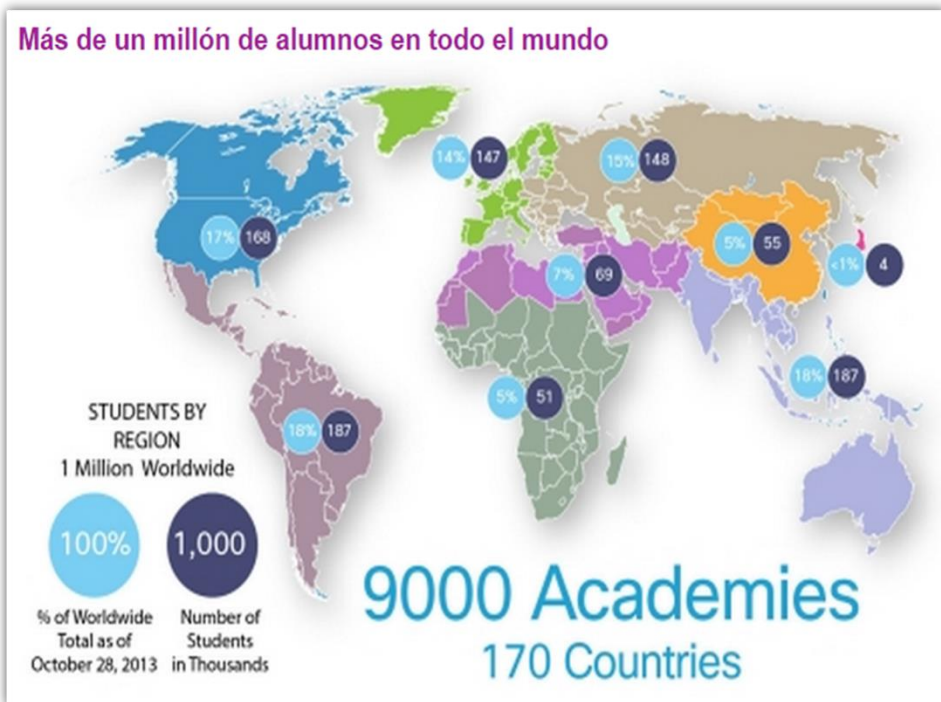 Más de un millón de alumnos en todo el mundo
14% 147
15% 148
17% 168
5% 55
<1% 4
7% 69
18% 187
5% 51
18% 187
STUDENTS BY
REGION
1 Million Worldwide
100% 1,000
% of Worldwide
Total as of
October 28, 2013
Number of
Students
in Thousands
9000 Academies
170 Countries